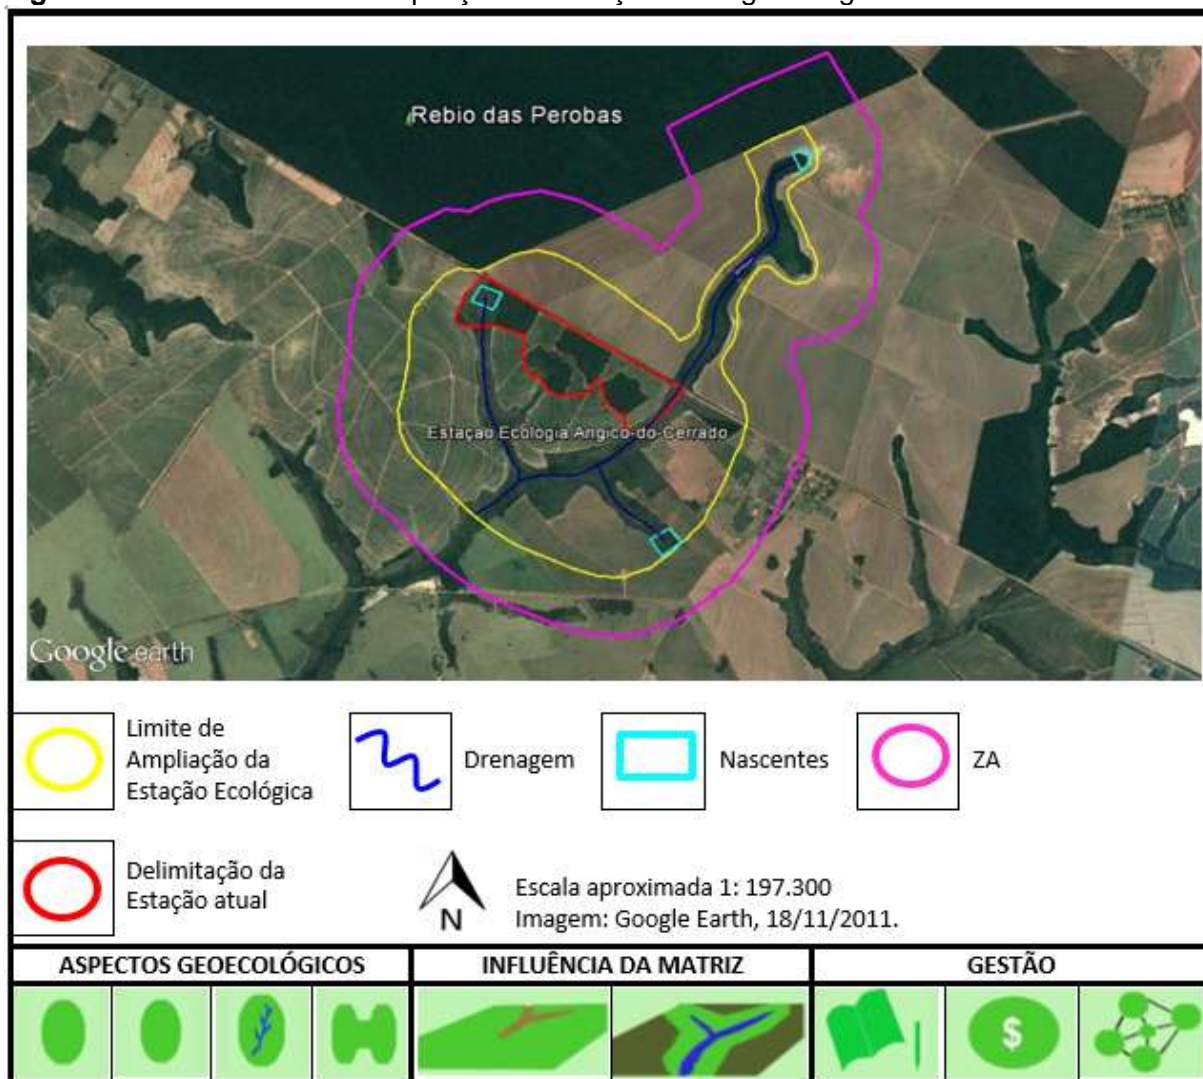 Rebio das Perobas
Estação Ecologia Angico-do-Cerrado
Google earth
Limite de
Ampliação da
Estação Ecológica
Drenagem
Nascentes
ZA
Delimitação da
Estação atual
N
Escala aproximada 1: 197.300
Imagem: Google Earth, 18/11/2011.
ASPECTOS GEOECOLÓGICOS
INFLUÊNCIA DA MATRIZ
GESTÃO
$